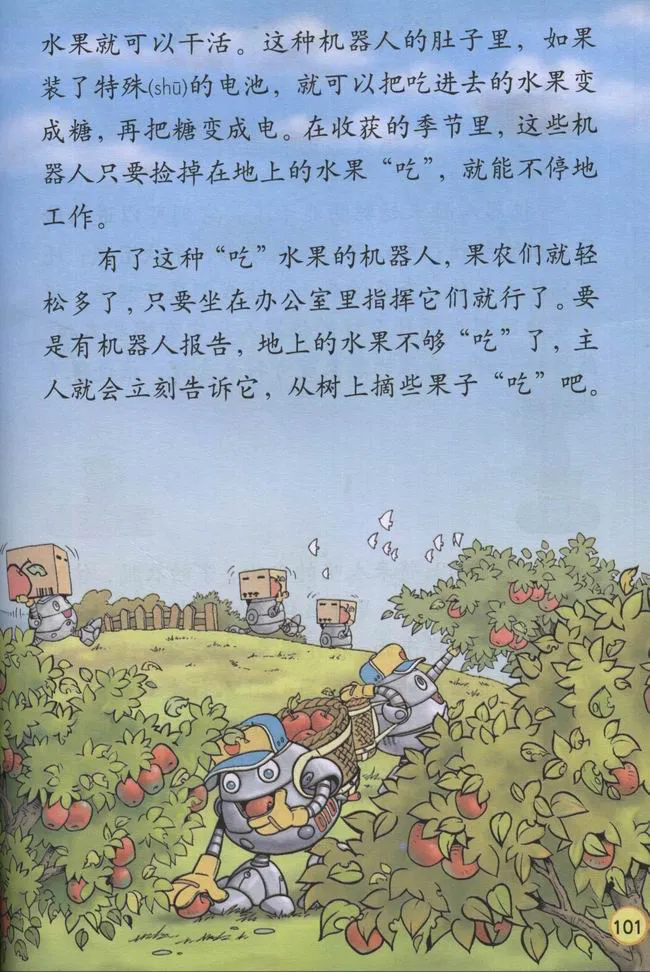 水果就可以干活。这种机器人的肚子里，如果
装了特殊(shū)的电池，就可以把吃进去的水果变
成糖，再把糖变成电。在收获的季节里，这些机
器人只要捡掉在地上的水果“吃”，就能不停地
工作。
有了这种“吃”水果的机器人，果农们就轻
松多了，只要坐在办公室里指挥它们就行了。要
是有机器人报告，地上的水果不够“吃”了，主
人就会立刻告诉它，从树上摘些果子“吃”吧。
101